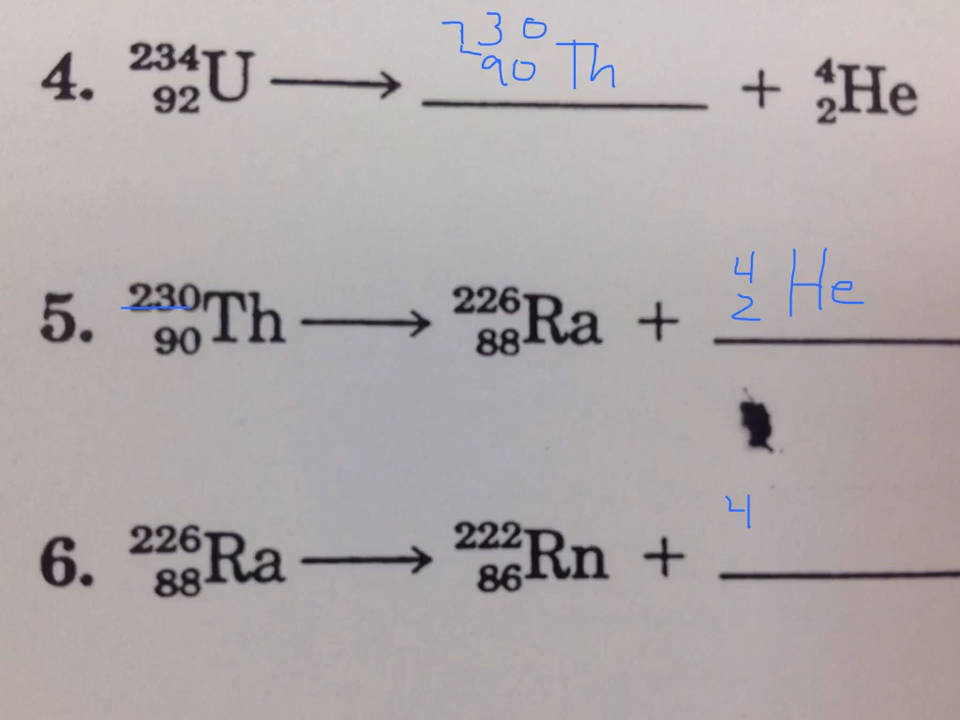 4. ²³⁴₉₂U ⟶ ²³⁰₉₀Th + ⁴₂He
5. ²³⁰₉₀Th ⟶ ²²⁶₈₈Ra + ⁴₂He
6. ²²⁶₈₈Ra ⟶ ²²²₈₆Rn + ⁴